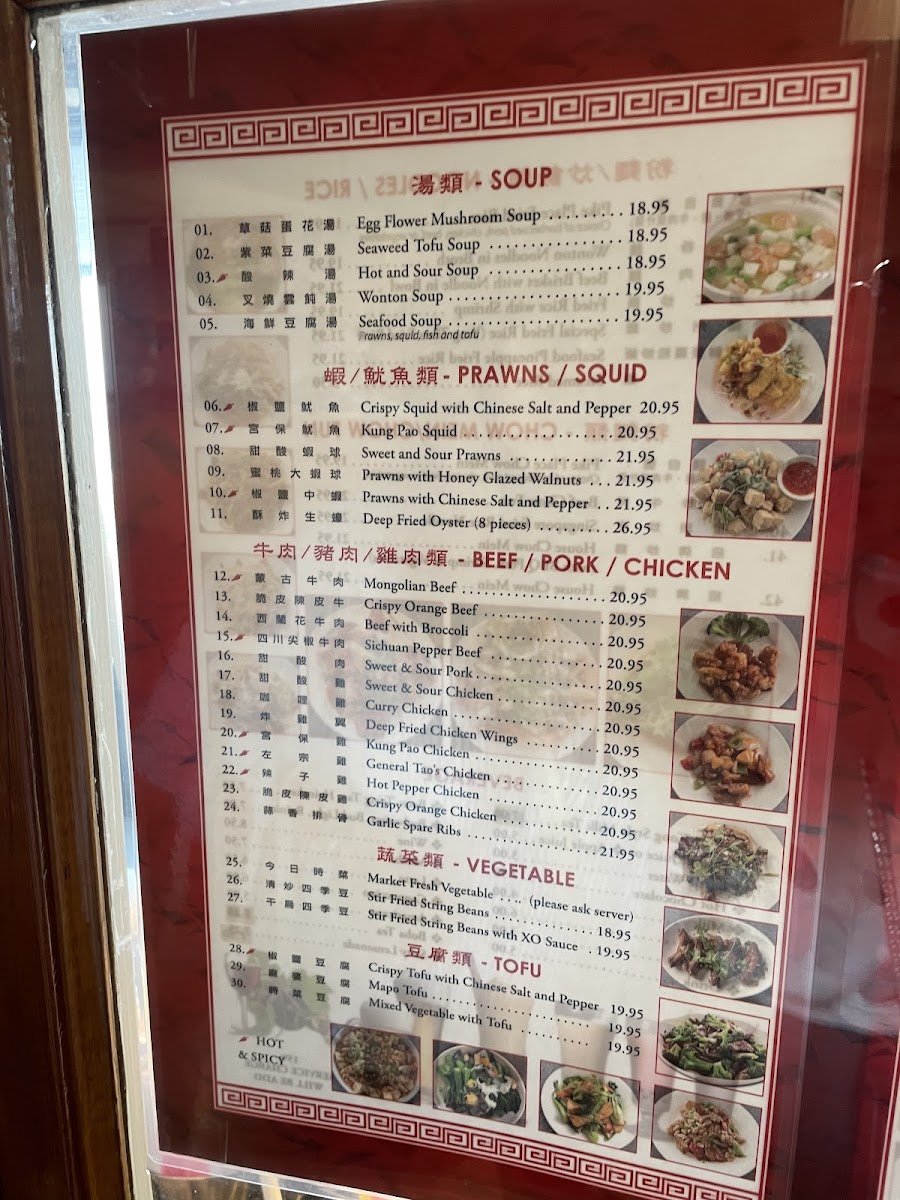 湯類 - SOUP
01. 草菇蛋花湯 Egg Flower Mushroom Soup .......... 18.95
02. 紫菜豆腐湯 Seaweed Tofu Soup .......... 18.95
03. 酸辣湯 Hot and Sour Soup .......... 18.95
04. 叉燒雲飩湯 Wonton Soup .......... 19.95
05. 海鮮豆腐湯 Seafood Soup .......... 19.95
Prawns, squid, fish and tofu
蝦/魷魚類 - PRAWNS / SQUID
06. 椒鹽魷魚 Crispy Squid with Chinese Salt and Pepper 20.95
07. 宮保魷魚 Kung Pao Squid .......... 20.95
08. 甜酸蝦球 Sweet and Sour Prawns .......... 21.95
09. 蜜桃大蝦球 Prawns with Honey Glazed Walnuts ... 21.95
10. 椒鹽中蝦 Prawns with Chinese Salt and Pepper .. 21.95
11. 酥炸生蠔 Deep Fried Oyster (8 pieces) ......... 26.95
牛肉/豬肉/雞肉類 - BEEF / PORK / CHICKEN
12. 蒙古牛肉 Mongolian Beef .......... 20.95
13. 脆皮陳皮牛 Crispy Orange Beef .......... 20.95
14. 西蘭花牛肉 Beef with Broccoli .......... 20.95
15. 四川尖椒牛肉 Sichuan Pepper Beef .......... 20.95
16. 甜酸肉 Sweet & Sour Pork .......... 20.95
17. 甜酸雞 Sweet & Sour Chicken .......... 20.95
18. 咖喱雞 Curry Chicken .......... 20.95
19. 炸雞翼 Deep Fried Chicken Wings .......... 20.95
20. 宮保雞 Kung Pao Chicken .......... 20.95
21. 左宗雞 General Tao's Chicken .......... 20.95
22. 辣子雞 Hot Pepper Chicken .......... 20.95
23. 脆皮陳皮雞 Crispy Orange Chicken .......... 20.95
24. 蒜香排骨 Garlic Spare Ribs .......... 21.95
蔬菜類 - VEGETABLE
25. 今日時菜 Market Fresh Vegetable .... (please ask server)
26. 清炒四季豆 Stir Fried String Beans .......... 18.95
27. 干扁四季豆 Stir Fried String Beans with XO Sauce . 19.95
豆腐類 - TOFU
28. 椒鹽豆腐 Crispy Tofu with Chinese Salt and Pepper 19.95
29. 麻婆豆腐 Mapo Tofu .......... 19.95
30. 時菜豆腐 Mixed Vegetable with Tofu .......... 19.95
HOT
& SPICY